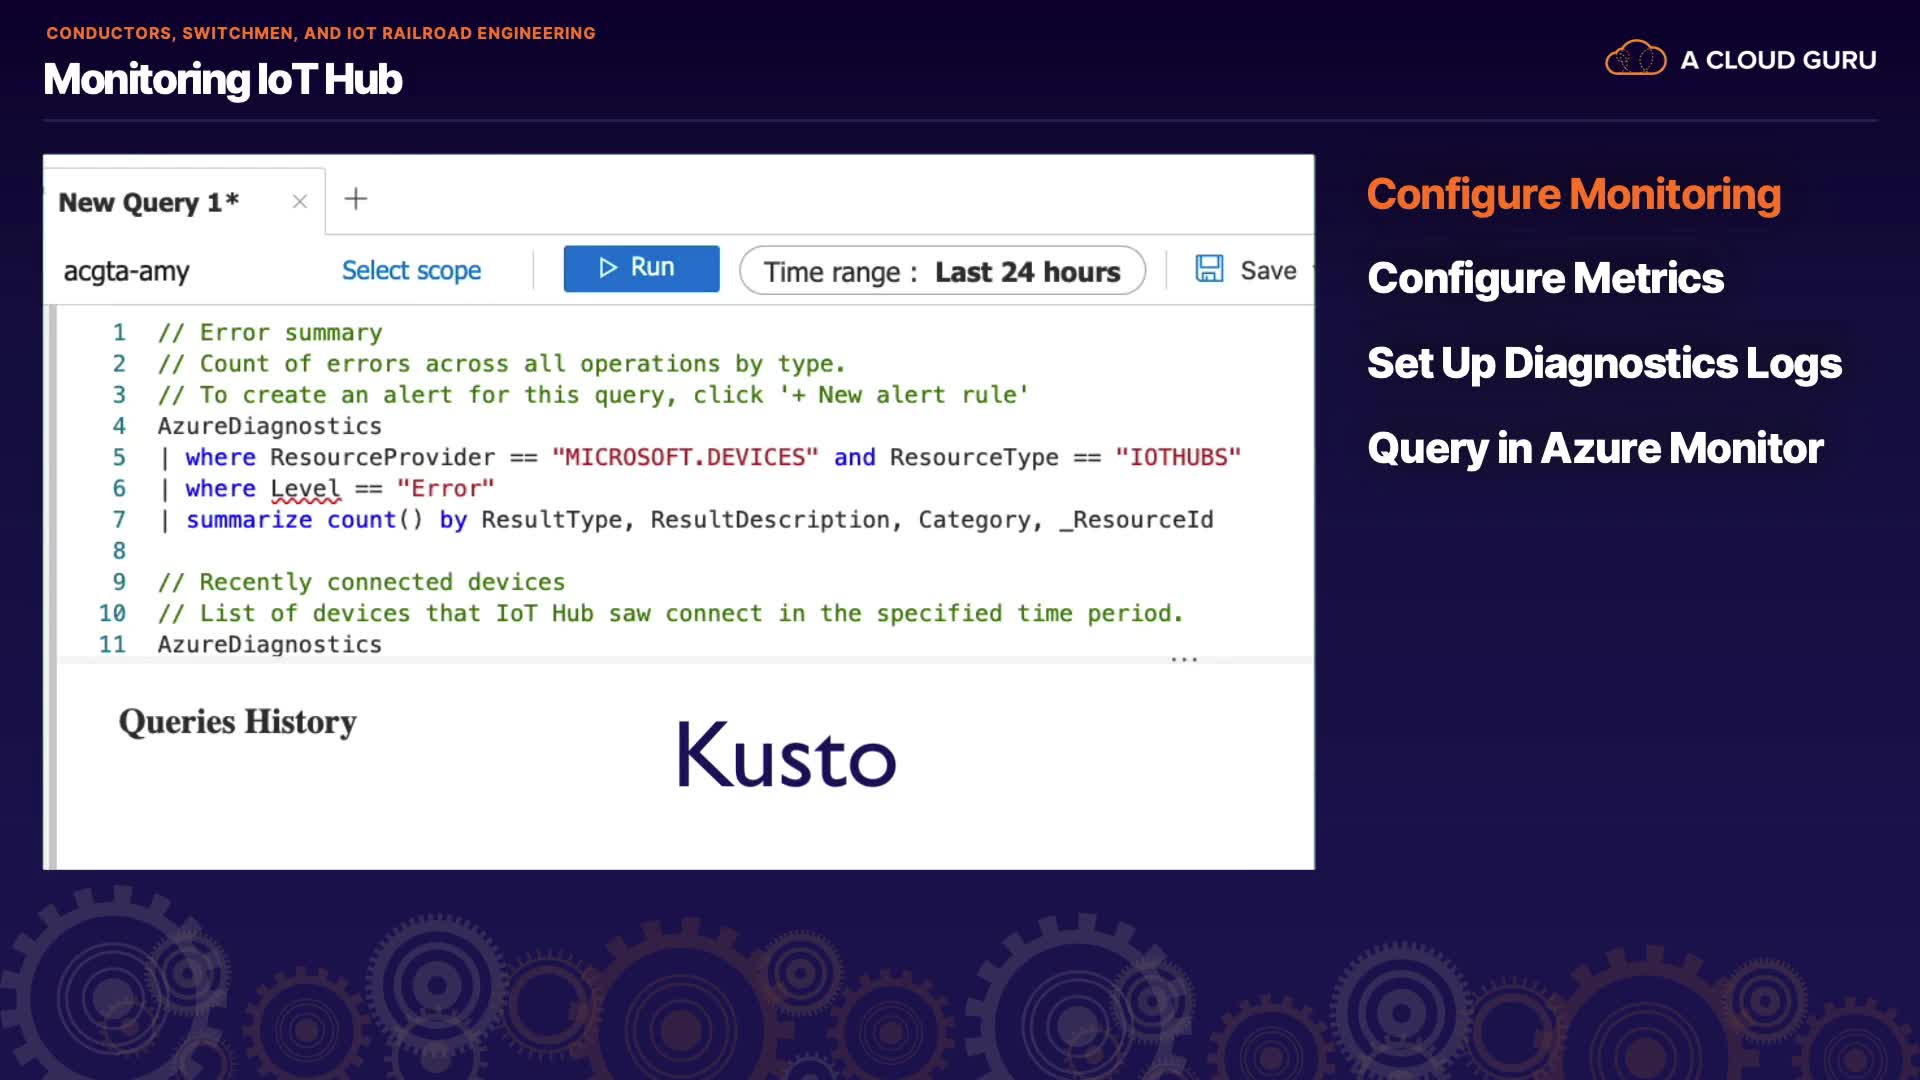 CONDUCTORS, SWITCHMEN, AND IOT RAILROAD ENGINEERING
Monitoring IoT Hub
A CLOUD GURU
New Query 1*
acgta-amy
Select scope
Run
Time range : Last 24 hours
Save
1 // Error summary
2 // Count of errors across all operations by type.
3 // To create an alert for this query, click '+ New alert rule'
4 AzureDiagnostics
5 | where ResourceProvider == "MICROSOFT.DEVICES" and ResourceType == "IOTHUBS"
6 | where Level == "Error"
7 | summarize count() by ResultType, ResultDescription, Category, _ResourceId
8
9 // Recently connected devices
10 // List of devices that IoT Hub saw connect in the specified time period.
11 AzureDiagnostics
Queries History
Kusto
Configure Monitoring
Configure Metrics
Set Up Diagnostics Logs
Query in Azure Monitor